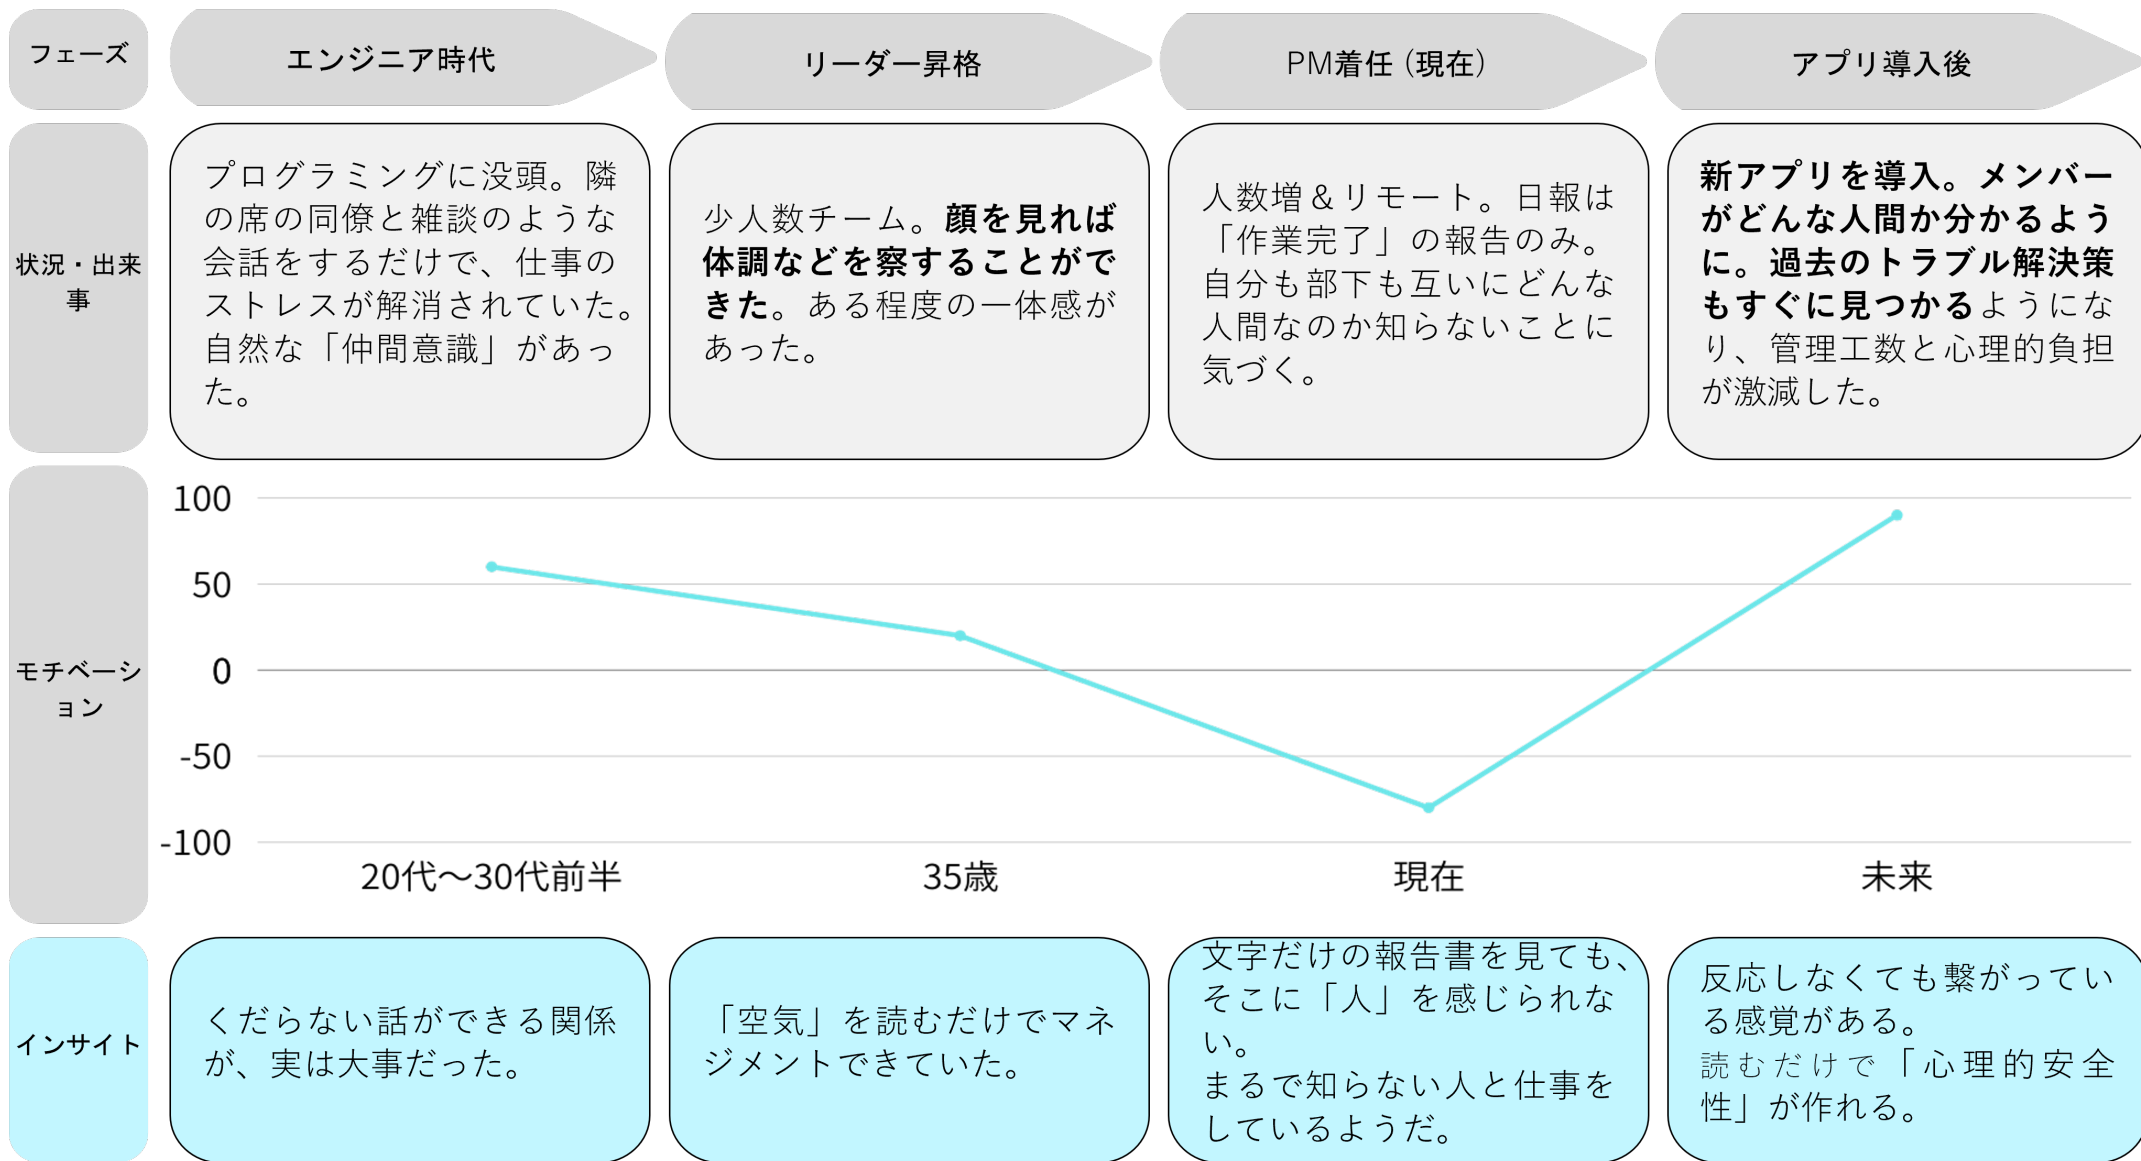 フェーズ
エンジニア時代
リーダー昇格
PM着任 (現在)
アプリ導入後
状況・出来
事
プログラミングに没頭。隣
の席の同僚と雑談のような
会話をするだけで、仕事の
ストレスが解消されていた。
自然な「仲間意識」があっ
た。
少人数チーム。顔を見れば
体調などを察することがで
きた。ある程度の一体感が
あった。
人数増＆リモート。日報は
「作業完了」の報告のみ。
自分も部下も互いにどんな
人間なのか知らないことに
気づく。
新アプリを導入。メンバー
がどんな人間か分かるよう
に。過去のトラブル解決策
もすぐに見つかるようにな
り、管理工数と心理的負担
が激減した。
モチベーシ
ョン
100
50
0
-50
-100
20代〜30代前半
35歳
現在
未来
インサイト
くだらない話ができる関係
が、実は大事だった。
「空気」を読むだけでマネ
ジメントできていた。
文字だけの報告書を見ても、
そこに「人」を感じられな
い。
まるで知らない人と仕事を
しているようだ。
反応しなくても繋がってい
る感覚がある。
読むだけで「心理的安全
性」が作れる。